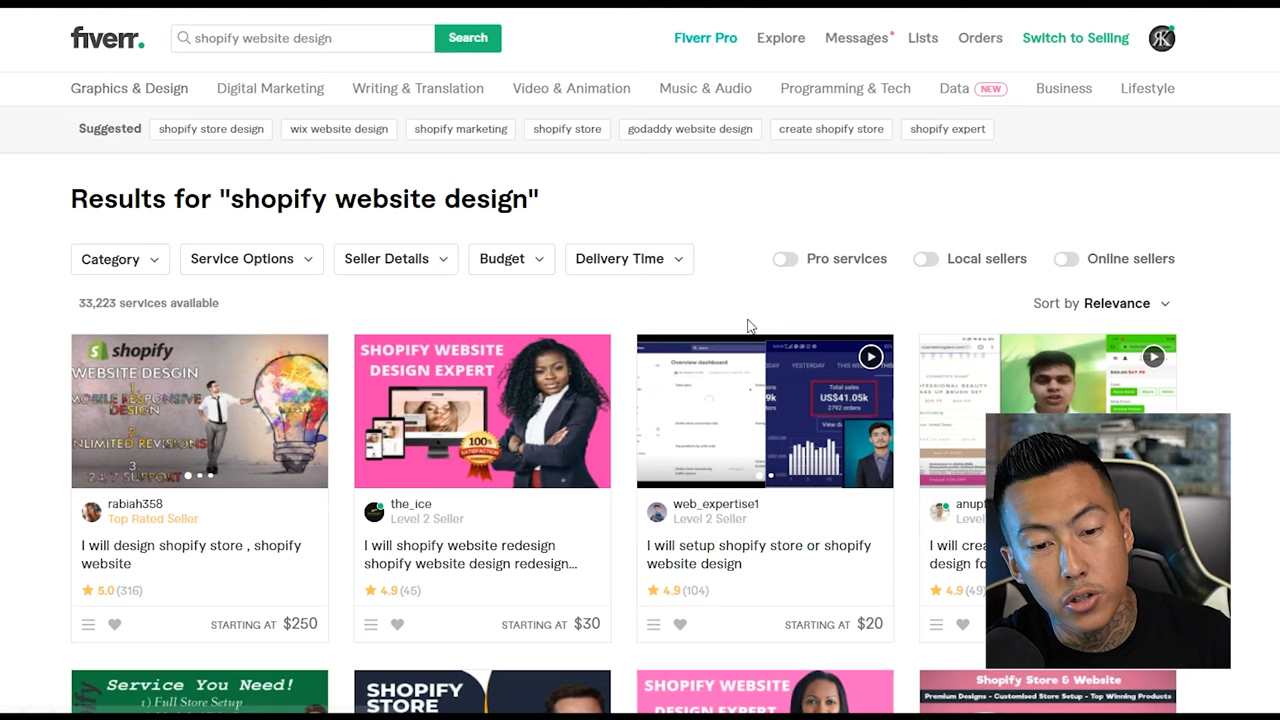 fiverr.
shopify website design
Search
Fiverr Pro
Explore
Messages
Lists
Orders
Switch to Selling
Graphics & Design
Digital Marketing
Writing & Translation
Video & Animation
Music & Audio
Programming & Tech
Data NEW
Business
Lifestyle
Suggested
shopify store design
wix website design
shopify marketing
shopify store
godaddy website design
create shopify store
shopify expert
Results for "shopify website design"
Category
Service Options
Seller Details
Budget
Delivery Time
Pro services
Local sellers
Online sellers
33,223 services available
Sort by Relevance
shopify
WEBSITE DESGIN
1
MOBILE RESPONSIVE
DESIGN
2
UNLIMITED REVISIONS
3
24/7 SUPPORT
rabiah358
Top Rated Seller
I will design shopify store , shopify
website
5.0 (316)
STARTING AT $250
SHOPIFY WEBSITE
DESIGN EXPERT
100%
SATISFACTION
the_ice
Level 2 Seller
I will shopify website redesign
shopify website design redesign...
4.9 (45)
STARTING AT $30
Overview dashboard
YESTERDAY
Total sales
US$41.05k
2792 orders
web_expertise1
Level 2 Seller
I will setup shopify store or shopify
website design
4.9 (104)
STARTING AT $20
anup
Level
I will crea
design fo
4.9 (49)
Service You Need!
1) Full Store Setup
SHOPIFY
STORE
SHOPIFY WEBSITE
DESIGN EXPERT
Shopify Store & Website
Premium Designs - Customised Store Setup - Top Winning Products